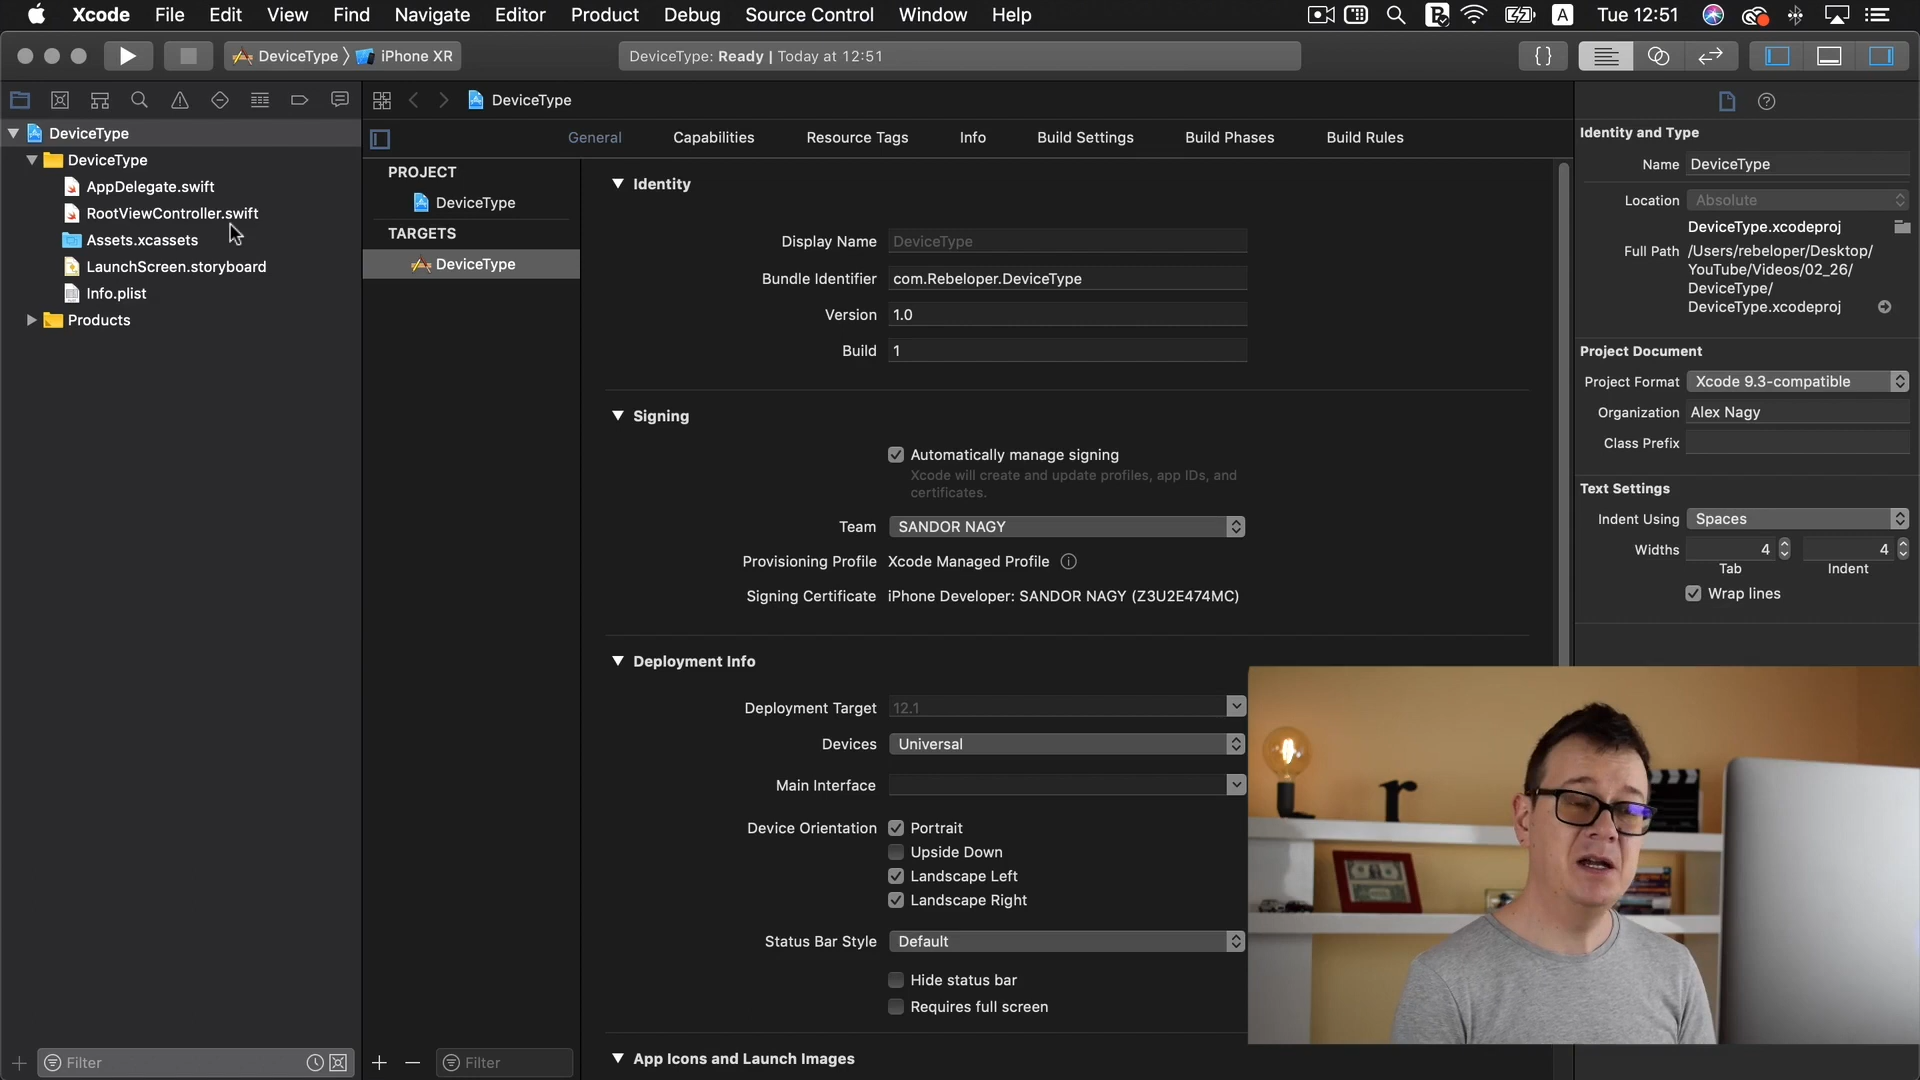 Xcode File Edit View Find Navigate Editor Product Debug Source Control Window Help
A Tue 12:51
DeviceType iPhone XR
DeviceType: Ready | Today at 12:51
{ }
DeviceType
DeviceType
AppDelegate.swift
RootViewController.swift
Assets.xcassets
LaunchScreen.storyboard
Info.plist
Products
Filter
DeviceType
General Capabilities Resource Tags Info Build Settings Build Phases Build Rules
PROJECT
DeviceType
TARGETS
DeviceType
Filter
Identity
Display Name DeviceType
Bundle Identifier com.Rebeloper.DeviceType
Version 1.0
Build 1
Signing
Automatically manage signing
Xcode will create and update profiles, app IDs, and
certificates.
Team SANDOR NAGY
Provisioning Profile Xcode Managed Profile
Signing Certificate iPhone Developer: SANDOR NAGY (Z3U2E474MC)
Deployment Info
Deployment Target 12.1
Devices Universal
Main Interface
Device Orientation Portrait
Upside Down
Landscape Left
Landscape Right
Status Bar Style Default
Hide status bar
Requires full screen
App Icons and Launch Images
Identity and Type
Name DeviceType
Location Absolute
DeviceType.xcodeproj
Full Path /Users/rebeloper/Desktop/
YouTube/Videos/02_26/
DeviceType/
DeviceType.xcodeproj
Project Document
Project Format Xcode 9.3-compatible
Organization Alex Nagy
Class Prefix
Text Settings
Indent Using Spaces
Widths 4 4
Tab Indent
Wrap lines